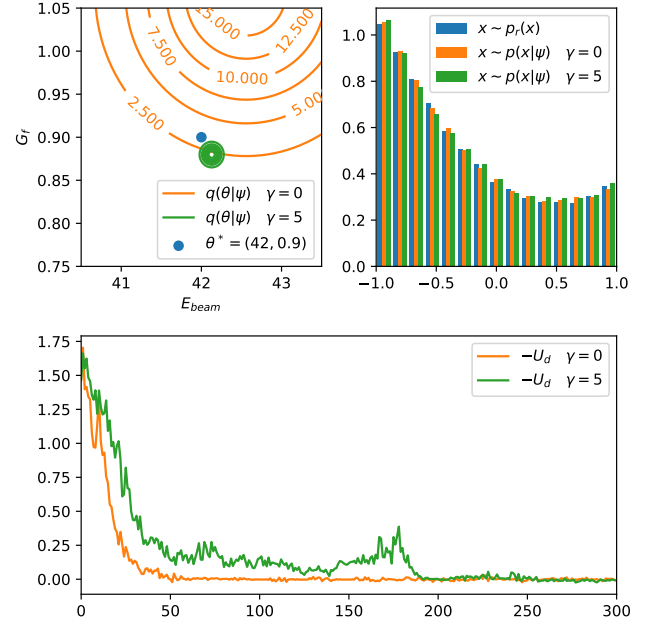 1.05
1.00
0.95
0.90
0.85
0.80
0.75
G_f
15.000
12.500
7.500
10.000
5.00
2.500
q(θ|ψ) γ = 0
q(θ|ψ) γ = 5
θ* = (42, 0.9)
41 42 43
E_beam
1.0
0.8
0.6
0.4
0.2
0.0
x ~ p_r(x)
x ~ p(x|ψ) γ = 0
x ~ p(x|ψ) γ = 5
−1.0 −0.5 0.0 0.5 1.0
1.75
1.50
1.25
1.00
0.75
0.50
0.25
0.00
−U_d γ = 0
−U_d γ = 5
0 50 100 150 200 250 300